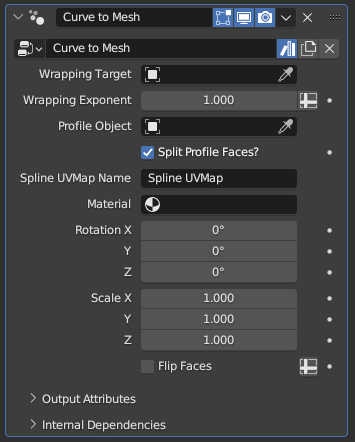 Curve to Mesh
Curve to Mesh
Wrapping Target
Wrapping Exponent 1.000
Profile Object
Split Profile Faces?
Spline UVMap Name Spline UVMap
Material
Rotation X 0°
Y 0°
Z 0°
Scale X 1.000
Y 1.000
Z 1.000
Flip Faces
Output Attributes
Internal Dependencies